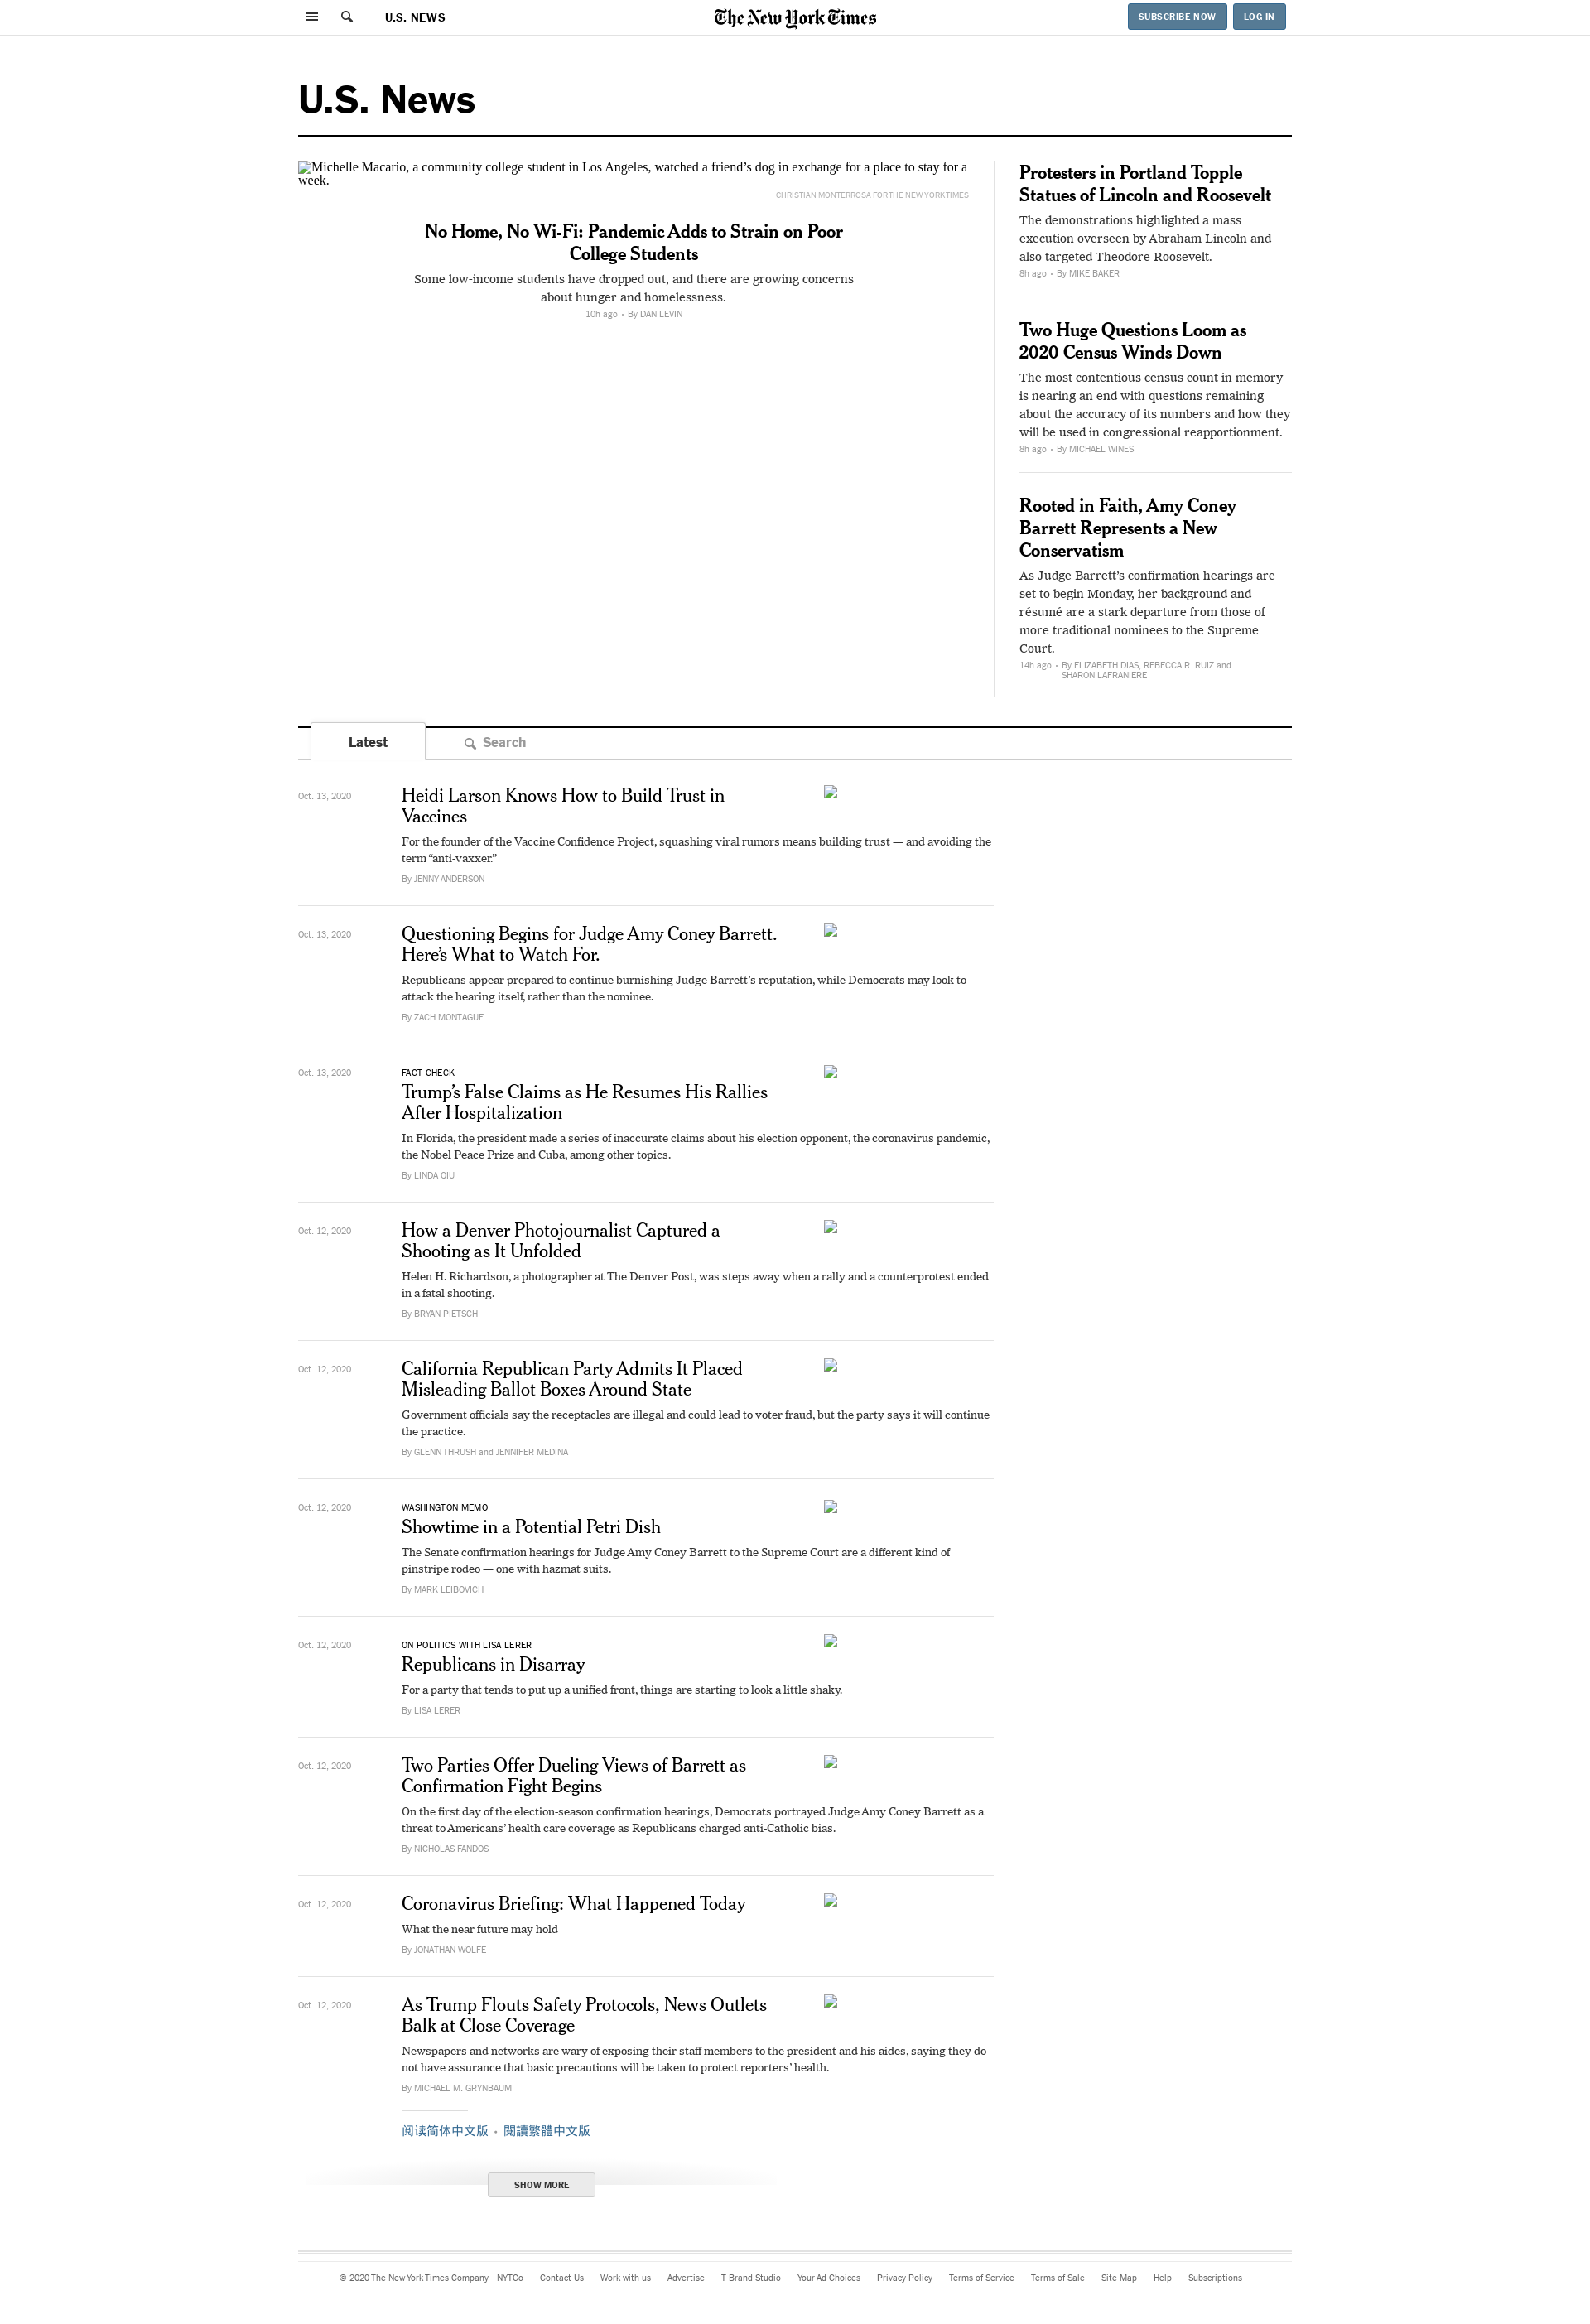 U.S. NEWS
The New York Times
SUBSCRIBE NOW
LOG IN
U.S. News
Michelle Macario, a community college student in Los Angeles, watched a friend’s dog in exchange for a place to stay for a
week.
CHRISTIAN MONTERROSA FOR THE NEW YORK TIMES
No Home, No Wi-Fi: Pandemic Adds to Strain on Poor
College Students
Some low-income students have dropped out, and there are growing concerns
about hunger and homelessness.
10h ago • By DAN LEVIN
Protesters in Portland Topple
Statues of Lincoln and Roosevelt
The demonstrations highlighted a mass
execution overseen by Abraham Lincoln and
also targeted Theodore Roosevelt.
8h ago • By MIKE BAKER
Two Huge Questions Loom as
2020 Census Winds Down
The most contentious census count in memory
is nearing an end with questions remaining
about the accuracy of its numbers and how they
will be used in congressional reapportionment.
8h ago • By MICHAEL WINES
Rooted in Faith, Amy Coney
Barrett Represents a New
Conservatism
As Judge Barrett’s confirmation hearings are
set to begin Monday, her background and
résumé are a stark departure from those of
more traditional nominees to the Supreme
Court.
14h ago • By ELIZABETH DIAS, REBECCA R. RUIZ and
SHARON LAFRANIERE
Latest
Search
Oct. 13, 2020
Heidi Larson Knows How to Build Trust in
Vaccines
For the founder of the Vaccine Confidence Project, squashing viral rumors means building trust — and avoiding the
term “anti-vaxxer.”
By JENNY ANDERSON
Oct. 13, 2020
Questioning Begins for Judge Amy Coney Barrett.
Here’s What to Watch For.
Republicans appear prepared to continue burnishing Judge Barrett’s reputation, while Democrats may look to
attack the hearing itself, rather than the nominee.
By ZACH MONTAGUE
Oct. 13, 2020
FACT CHECK
Trump’s False Claims as He Resumes His Rallies
After Hospitalization
In Florida, the president made a series of inaccurate claims about his election opponent, the coronavirus pandemic,
the Nobel Peace Prize and Cuba, among other topics.
By LINDA QIU
Oct. 12, 2020
How a Denver Photojournalist Captured a
Shooting as It Unfolded
Helen H. Richardson, a photographer at The Denver Post, was steps away when a rally and a counterprotest ended
in a fatal shooting.
By BRYAN PIETSCH
Oct. 12, 2020
California Republican Party Admits It Placed
Misleading Ballot Boxes Around State
Government officials say the receptacles are illegal and could lead to voter fraud, but the party says it will continue
the practice.
By GLENN THRUSH and JENNIFER MEDINA
Oct. 12, 2020
WASHINGTON MEMO
Showtime in a Potential Petri Dish
The Senate confirmation hearings for Judge Amy Coney Barrett to the Supreme Court are a different kind of
pinstripe rodeo — one with hazmat suits.
By MARK LEIBOVICH
Oct. 12, 2020
ON POLITICS WITH LISA LERER
Republicans in Disarray
For a party that tends to put up a unified front, things are starting to look a little shaky.
By LISA LERER
Oct. 12, 2020
Two Parties Offer Dueling Views of Barrett as
Confirmation Fight Begins
On the first day of the election-season confirmation hearings, Democrats portrayed Judge Amy Coney Barrett as a
threat to Americans’ health care coverage as Republicans charged anti-Catholic bias.
By NICHOLAS FANDOS
Oct. 12, 2020
Coronavirus Briefing: What Happened Today
What the near future may hold
By JONATHAN WOLFE
Oct. 12, 2020
As Trump Flouts Safety Protocols, News Outlets
Balk at Close Coverage
Newspapers and networks are wary of exposing their staff members to the president and his aides, saying they do
not have assurance that basic precautions will be taken to protect reporters’ health.
By MICHAEL M. GRYNBAUM
阅读简体中文版 • 閱讀繁體中文版
SHOW MORE
© 2020 The New York Times Company NYTCo Contact Us Work with us Advertise T Brand Studio Your Ad Choices Privacy Policy Terms of Service Terms of Sale Site Map Help Subscriptions